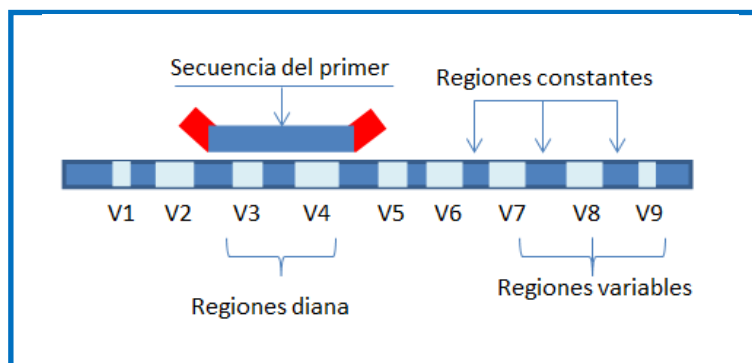 Secuencia del primer
Regiones constantes
V1 V2 V3 V4 V5 V6 V7 V8 V9
Regiones diana
Regiones variables